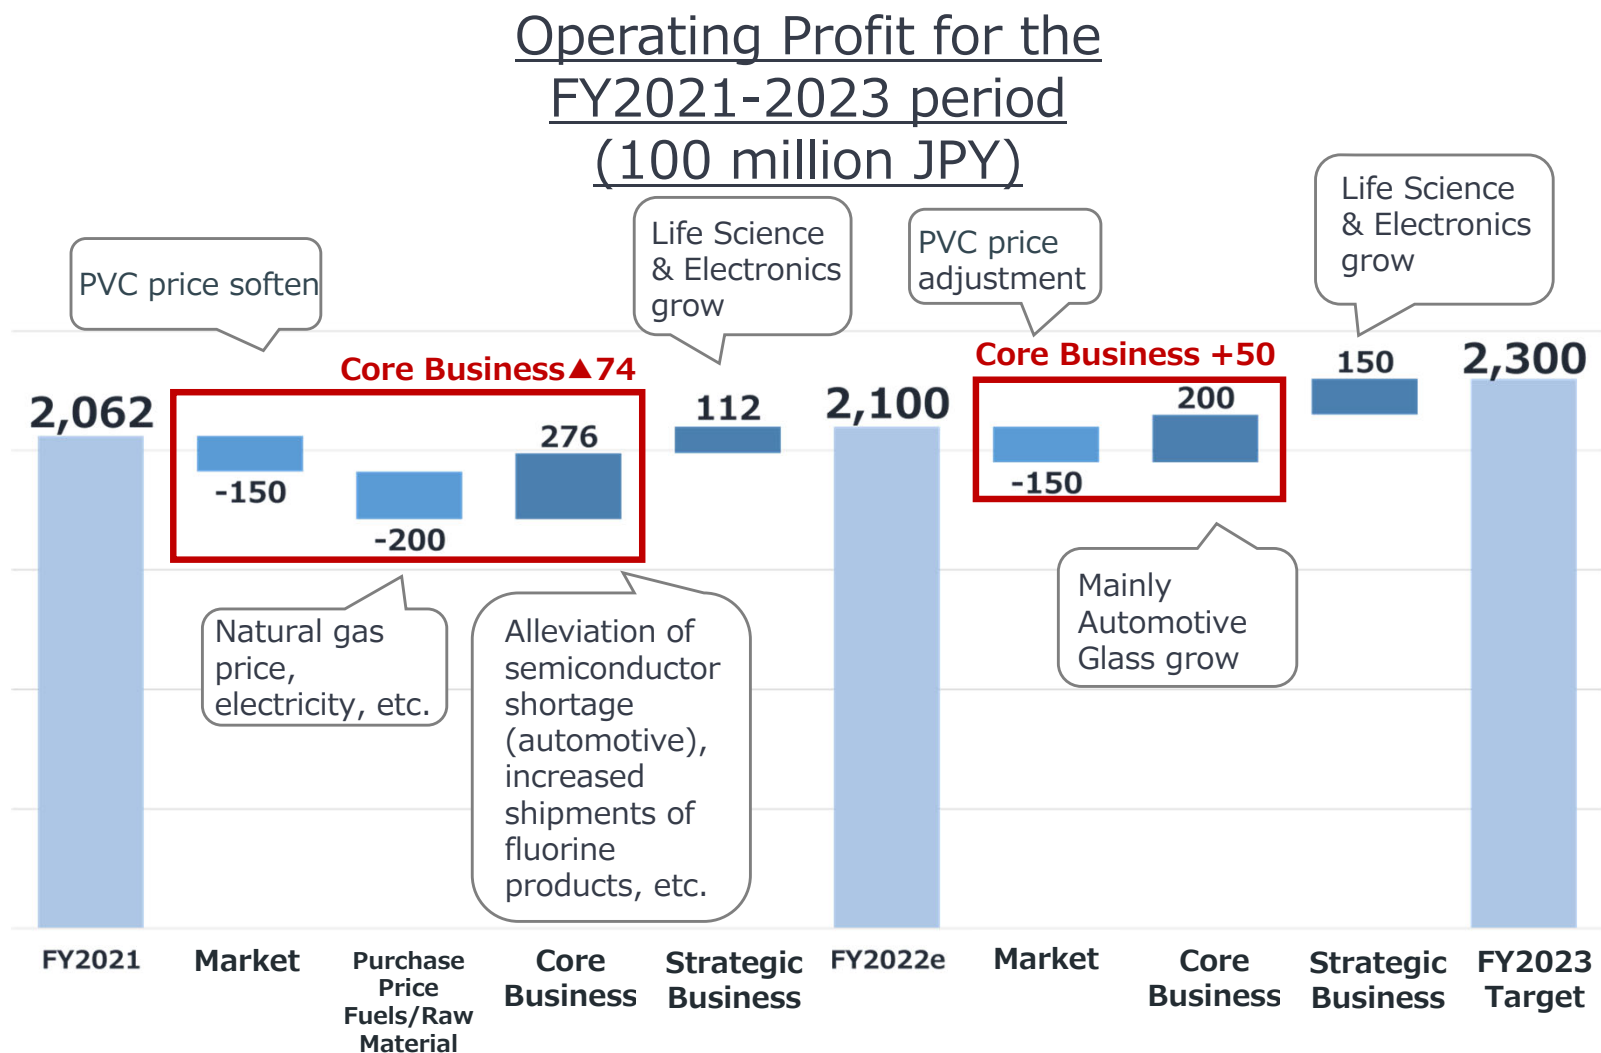 Operating Profit for the
FY2021-2023 period
(100 million JPY)
PVC price soften
Life Science
& Electronics
grow
PVC price
adjustment
Life Science
& Electronics
grow
Core Business▲74
Core Business +50
2,062
-150
-200
276
112
2,100
-150
200
150
2,300
Natural gas
price,
electricity, etc.
Alleviation of
semiconductor
shortage
(automotive),
increased
shipments of
fluorine
products, etc.
Mainly
Automotive
Glass grow
FY2021
Market
Purchase
Price
Fuels/Raw
Material
Core
Business
Strategic
Business
FY2022e
Market
Core
Business
Strategic
Business
FY2023
Target